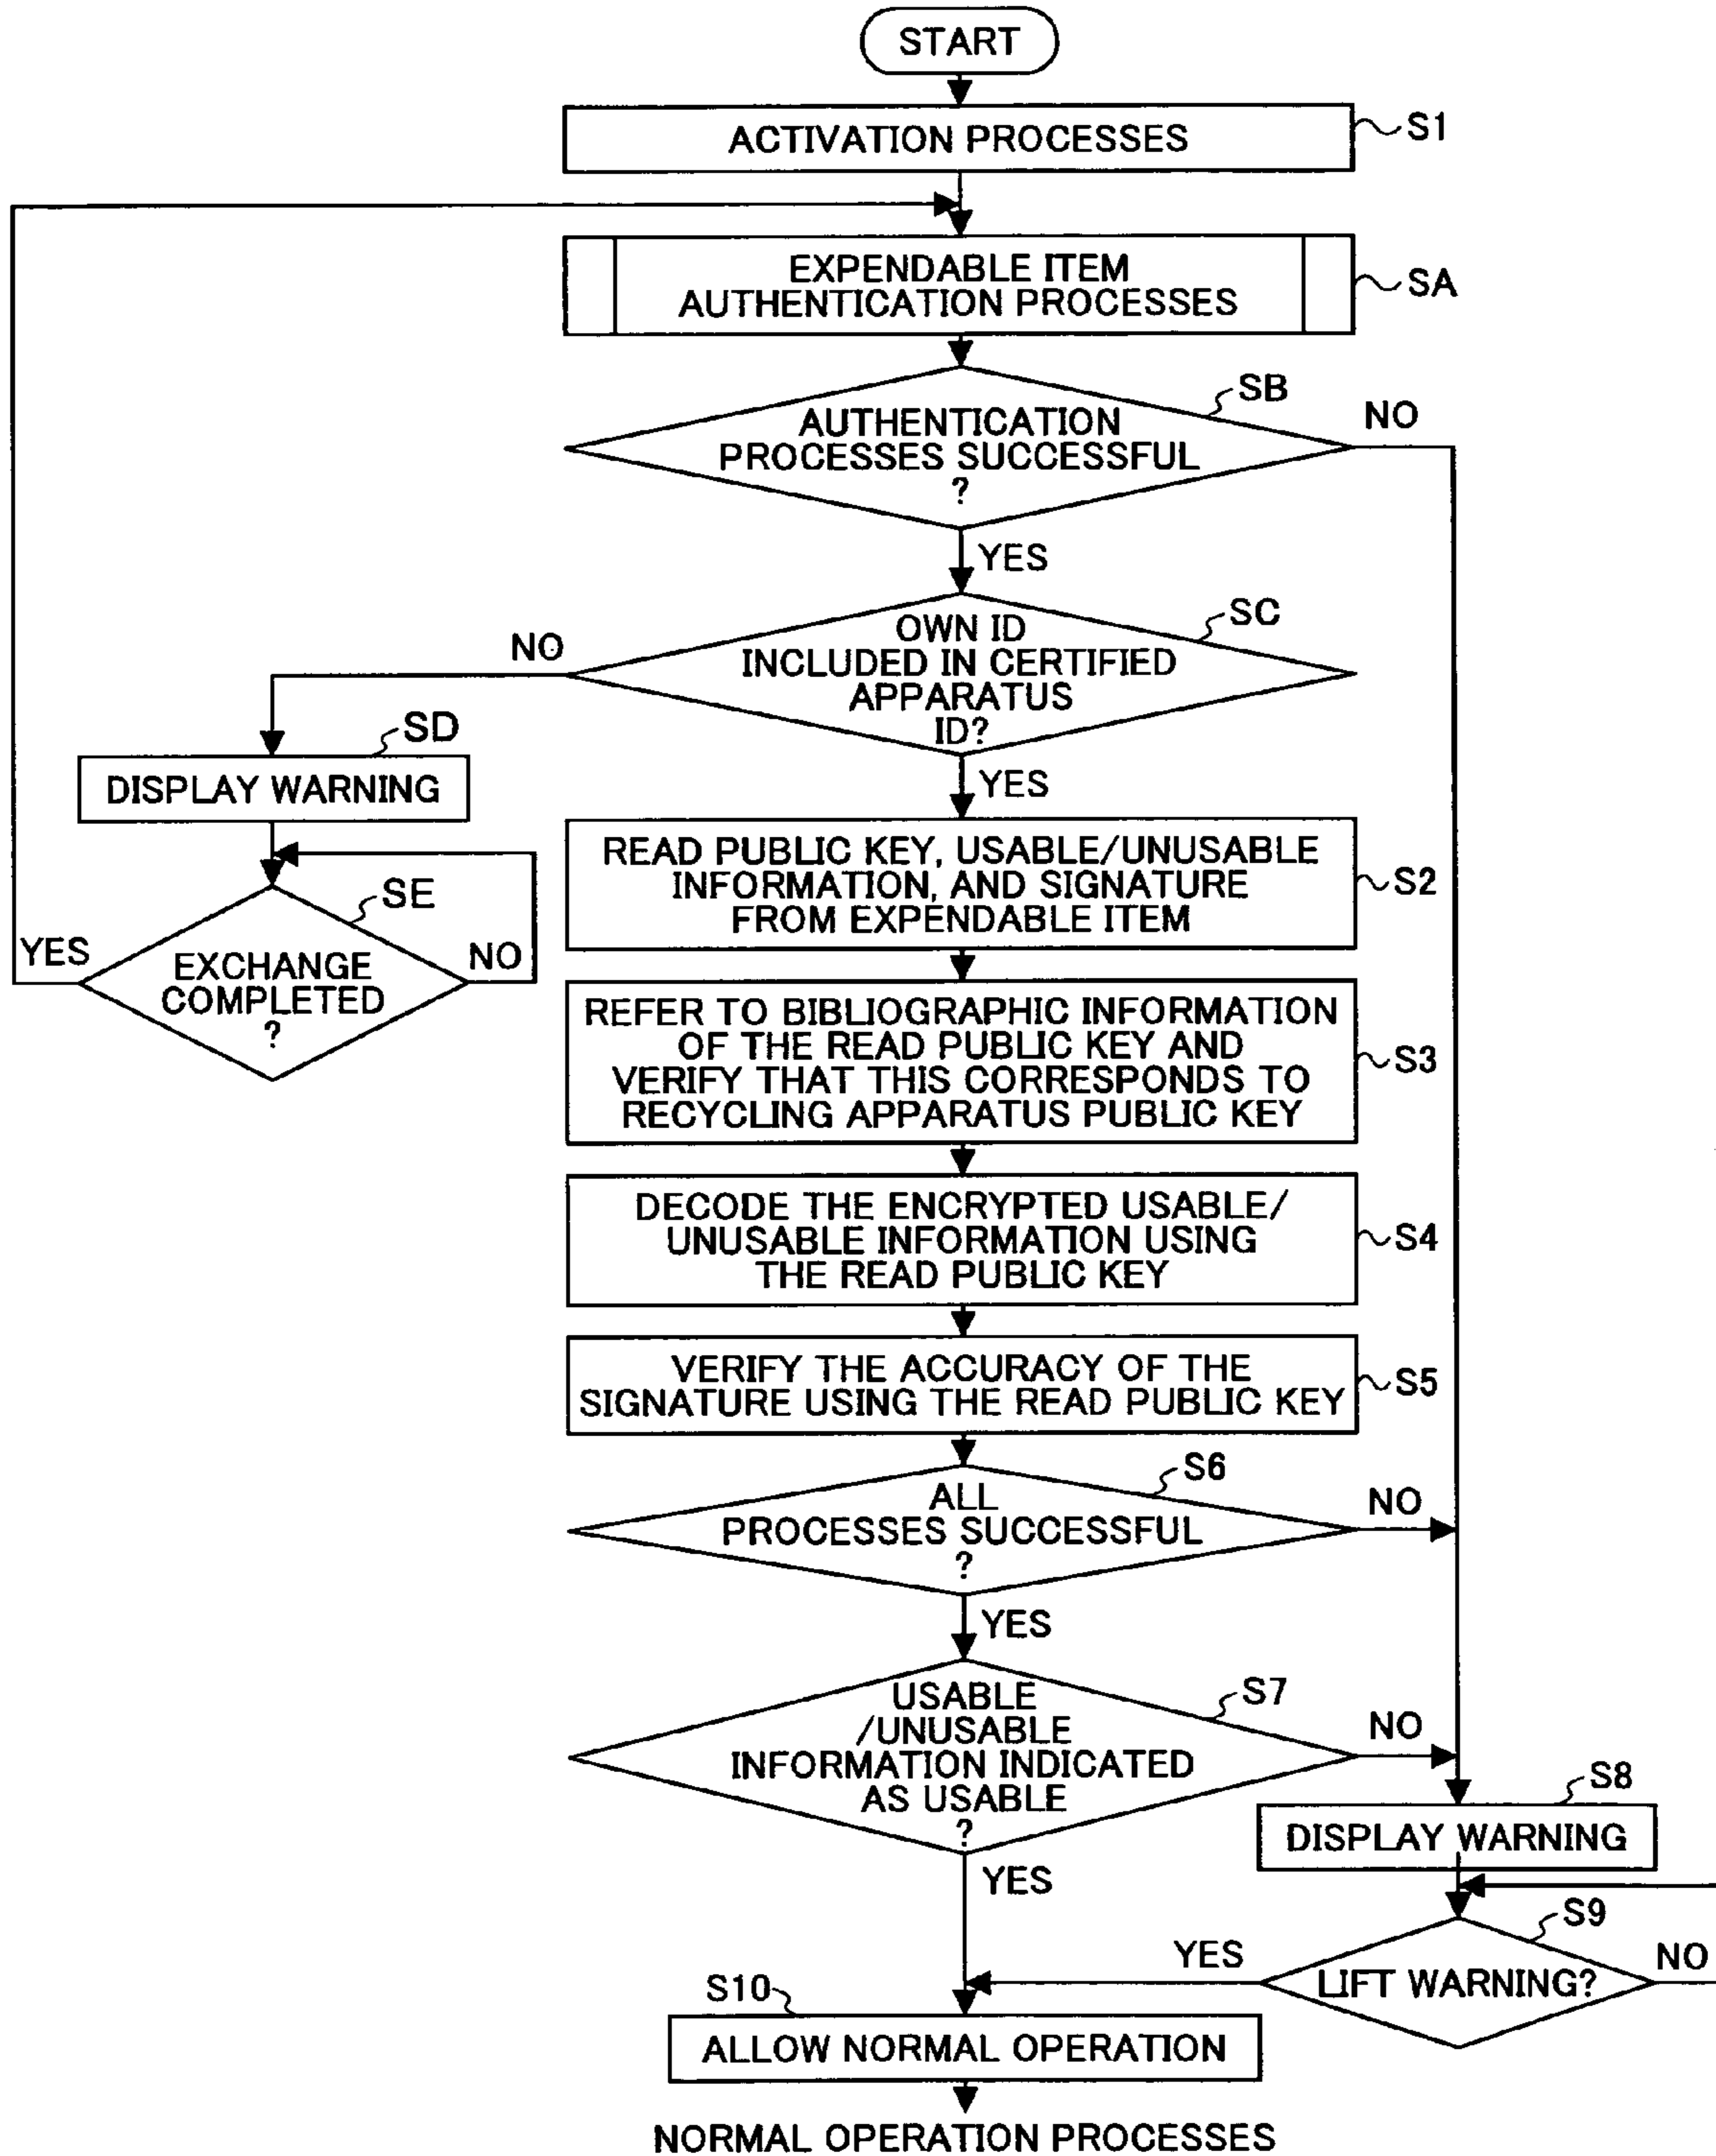 START
ACTIVATION PROCESSES
S1
EXPENDABLE ITEM
AUTHENTICATION PROCESSES
SA
SB
AUTHENTICATION
PROCESSES SUCCESSFUL
?
NO
YES
SC
OWN ID
INCLUDED IN CERTIFIED
APPARATUS
ID?
NO
YES
SD
DISPLAY WARNING
SE
EXCHANGE
COMPLETED
?
YES
NO
READ PUBLIC KEY, USABLE/UNUSABLE
INFORMATION, AND SIGNATURE
FROM EXPENDABLE ITEM
S2
REFER TO BIBLIOGRAPHIC INFORMATION
OF THE READ PUBLIC KEY AND
VERIFY THAT THIS CORRESPONDS TO
RECYCLING APPARATUS PUBLIC KEY
S3
DECODE THE ENCRYPTED USABLE/
UNUSABLE INFORMATION USING
THE READ PUBLIC KEY
S4
VERIFY THE ACCURACY OF THE
SIGNATURE USING THE READ PUBLIC KEY
S5
S6
ALL
PROCESSES SUCCESSFUL
?
NO
YES
S7
USABLE
/UNUSABLE
INFORMATION INDICATED
AS USABLE
?
NO
YES
S8
DISPLAY WARNING
S9
LIFT WARNING?
YES
NO
S10
ALLOW NORMAL OPERATION
NORMAL OPERATION PROCESSES